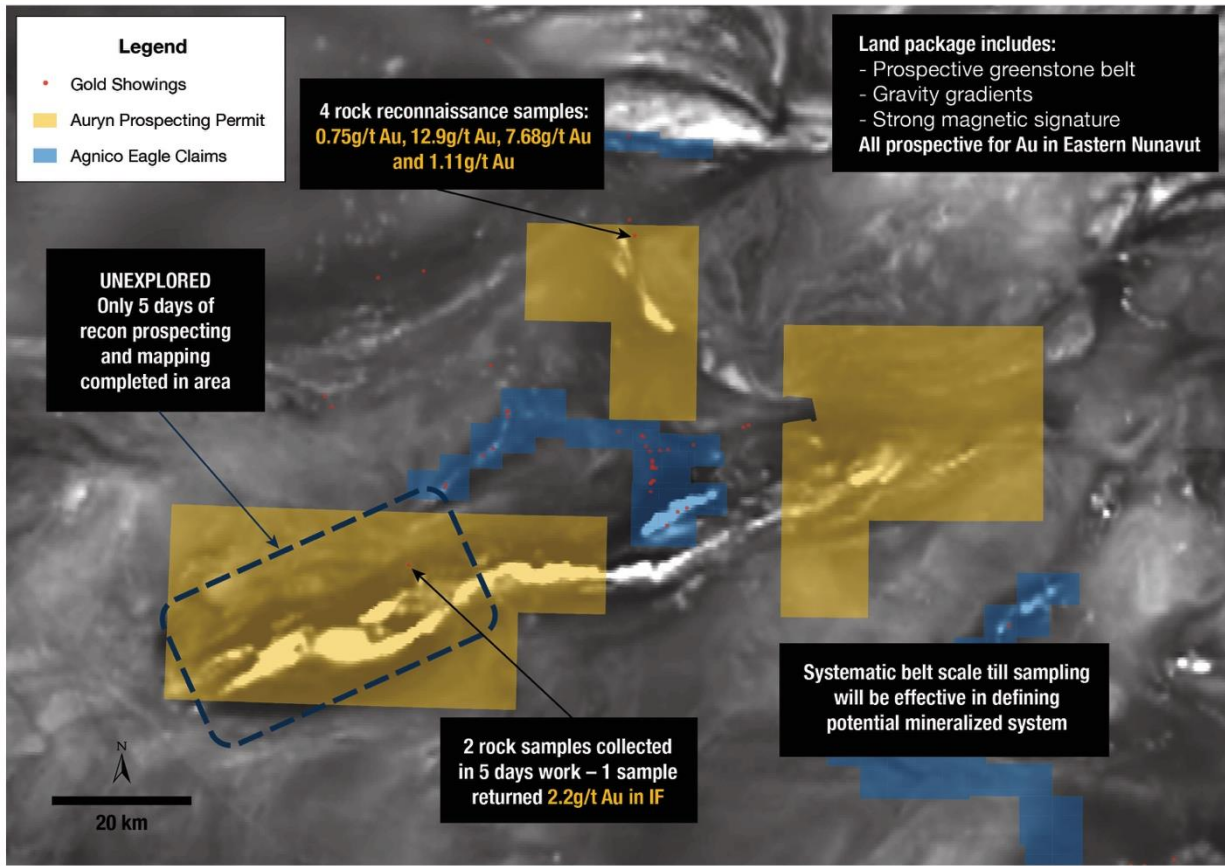 Legend
Gold Showings
Auryn Prospecting Permit
Agnico Eagle Claims
4 rock reconnaissance samples:
0.75g/t Au, 12.9g/t Au, 7.68g/t Au
and 1.11g/t Au
Land package includes:
- Prospective greenstone belt
- Gravity gradients
- Strong magnetic signature
All prospective for Au in Eastern Nunavut
UNEXPLORED
Only 5 days of
recon prospecting
and mapping
completed in area
Systematic belt scale till sampling
will be effective in defining
potential mineralized system
2 rock samples collected
in 5 days work – 1 sample
returned 2.2g/t Au in IF
N
20 km